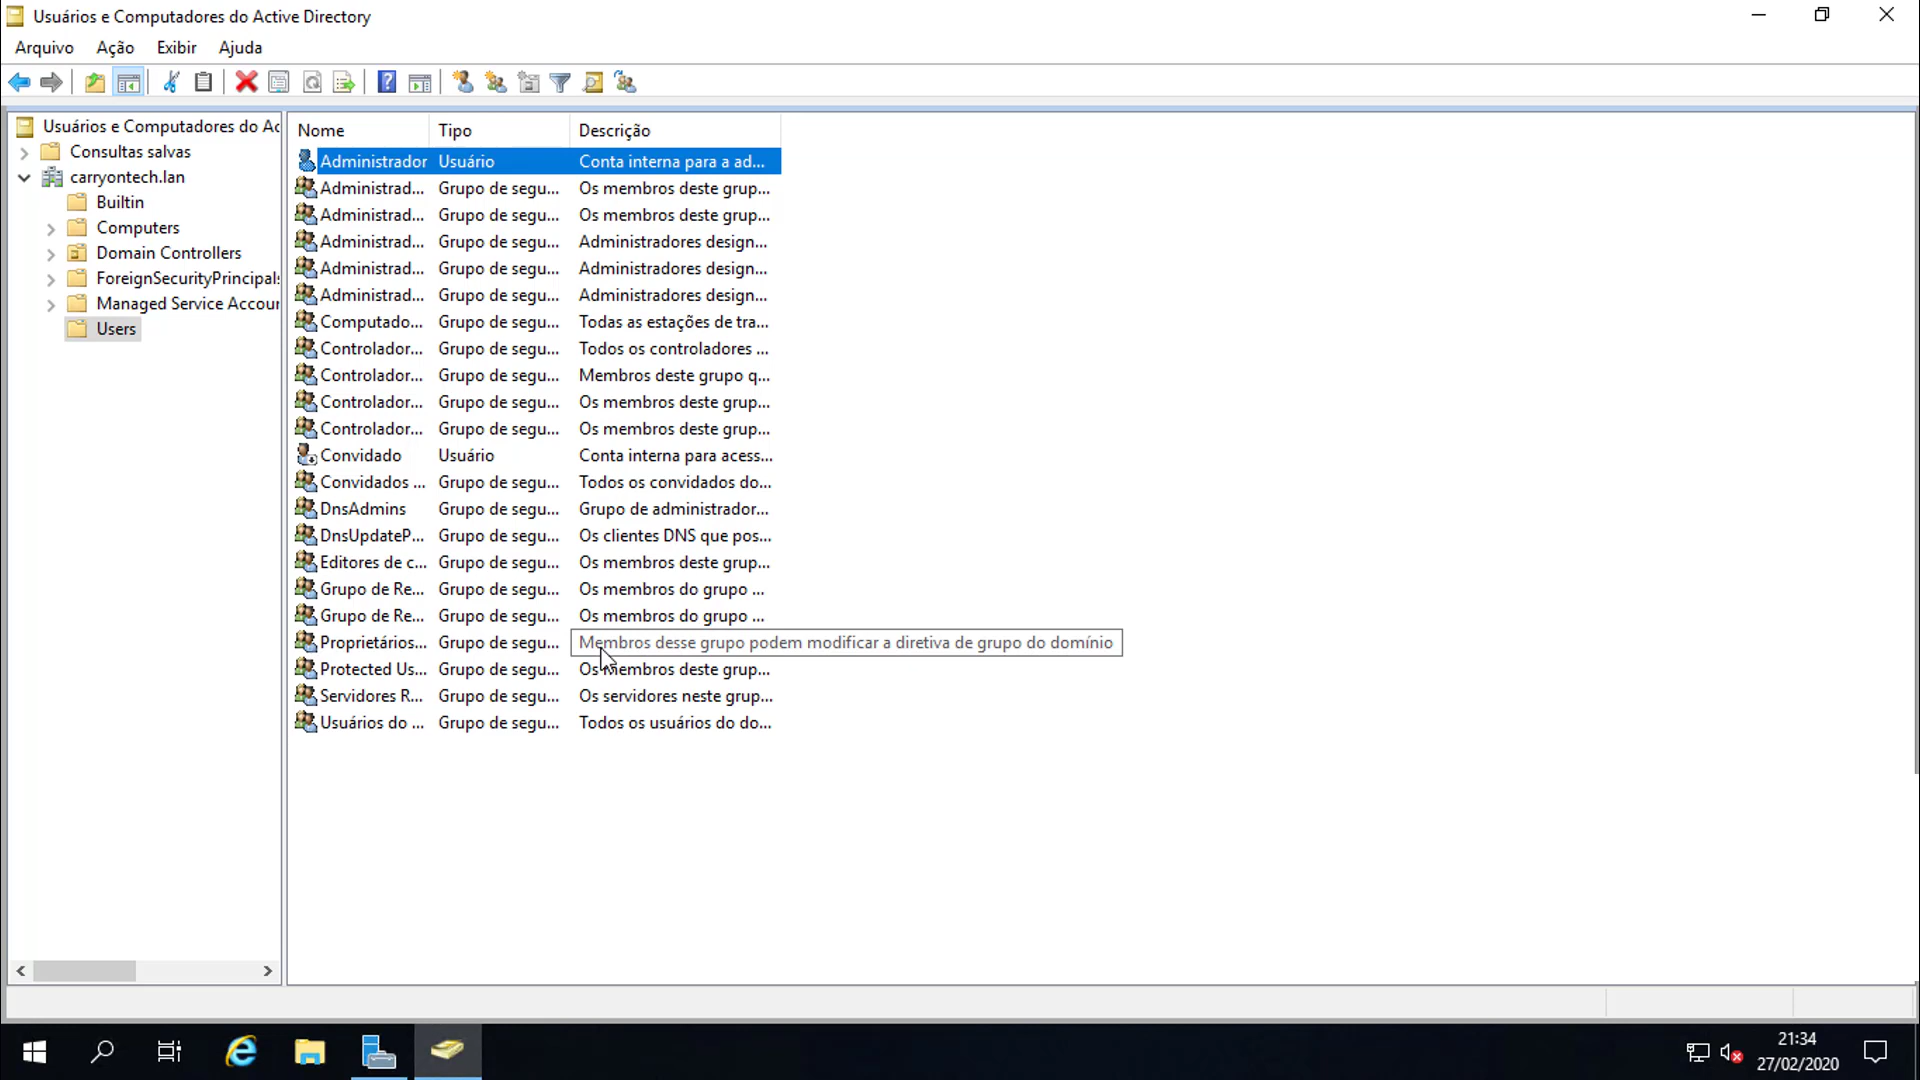 Usuários e Computadores do Active Directory
Arquivo Ação Exibir Ajuda
Usuários e Computadores do Ac
Consultas salvas
carryontech.lan
Builtin
Computers
Domain Controllers
ForeignSecurityPrincipals
Managed Service Accour
Users
Nome Tipo Descrição
Administrador Usuário Conta interna para a ad...
Administrad... Grupo de segu... Os membros deste grup...
Administrad... Grupo de segu... Os membros deste grup...
Administrad... Grupo de segu... Administradores design...
Administrad... Grupo de segu... Administradores design...
Administrad... Grupo de segu... Administradores design...
Computado... Grupo de segu... Todas as estações de tra...
Controlador... Grupo de segu... Todos os controladores ...
Controlador... Grupo de segu... Membros deste grupo q...
Controlador... Grupo de segu... Os membros deste grup...
Controlador... Grupo de segu... Os membros deste grup...
Convidado Usuário Conta interna para acess...
Convidados ... Grupo de segu... Todos os convidados do...
DnsAdmins Grupo de segu... Grupo de administrador...
DnsUpdateP... Grupo de segu... Os clientes DNS que pos...
Editores de c... Grupo de segu... Os membros deste grup...
Grupo de Re... Grupo de segu... Os membros do grupo ...
Grupo de Re... Grupo de segu... Os membros do grupo ...
Proprietários... Grupo de segu... Membros desse grupo podem modificar a diretiva de grupo do domínio
Protected Us... Grupo de segu... Os membros deste grup...
Servidores R... Grupo de segu... Os servidores neste grup...
Usuários do ... Grupo de segu... Todos os usuários do do...
21:34
27/02/2020